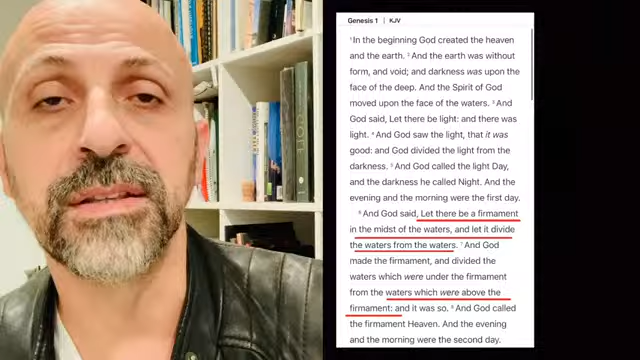 Genesis 1 | KJV
1In the beginning God created the heaven
and the earth. 2 And the earth was without
form, and void; and darkness was upon the
face of the deep. And the Spirit of God
moved upon the face of the waters. 3 And
God said, Let there be light: and there was
light. 4 And God saw the light, that it was
good: and God divided the light from the
darkness. 5 And God called the light Day,
and the darkness he called Night. And the
evening and the morning were the first day.
6 And God said, Let there be a firmament
in the midst of the waters, and let it divide
the waters from the waters. 7 And God
made the firmament, and divided the
waters which were under the firmament
from the waters which were above the
firmament: and it was so. 8 And God called
the firmament Heaven. And the evening
and the morning were the second day.